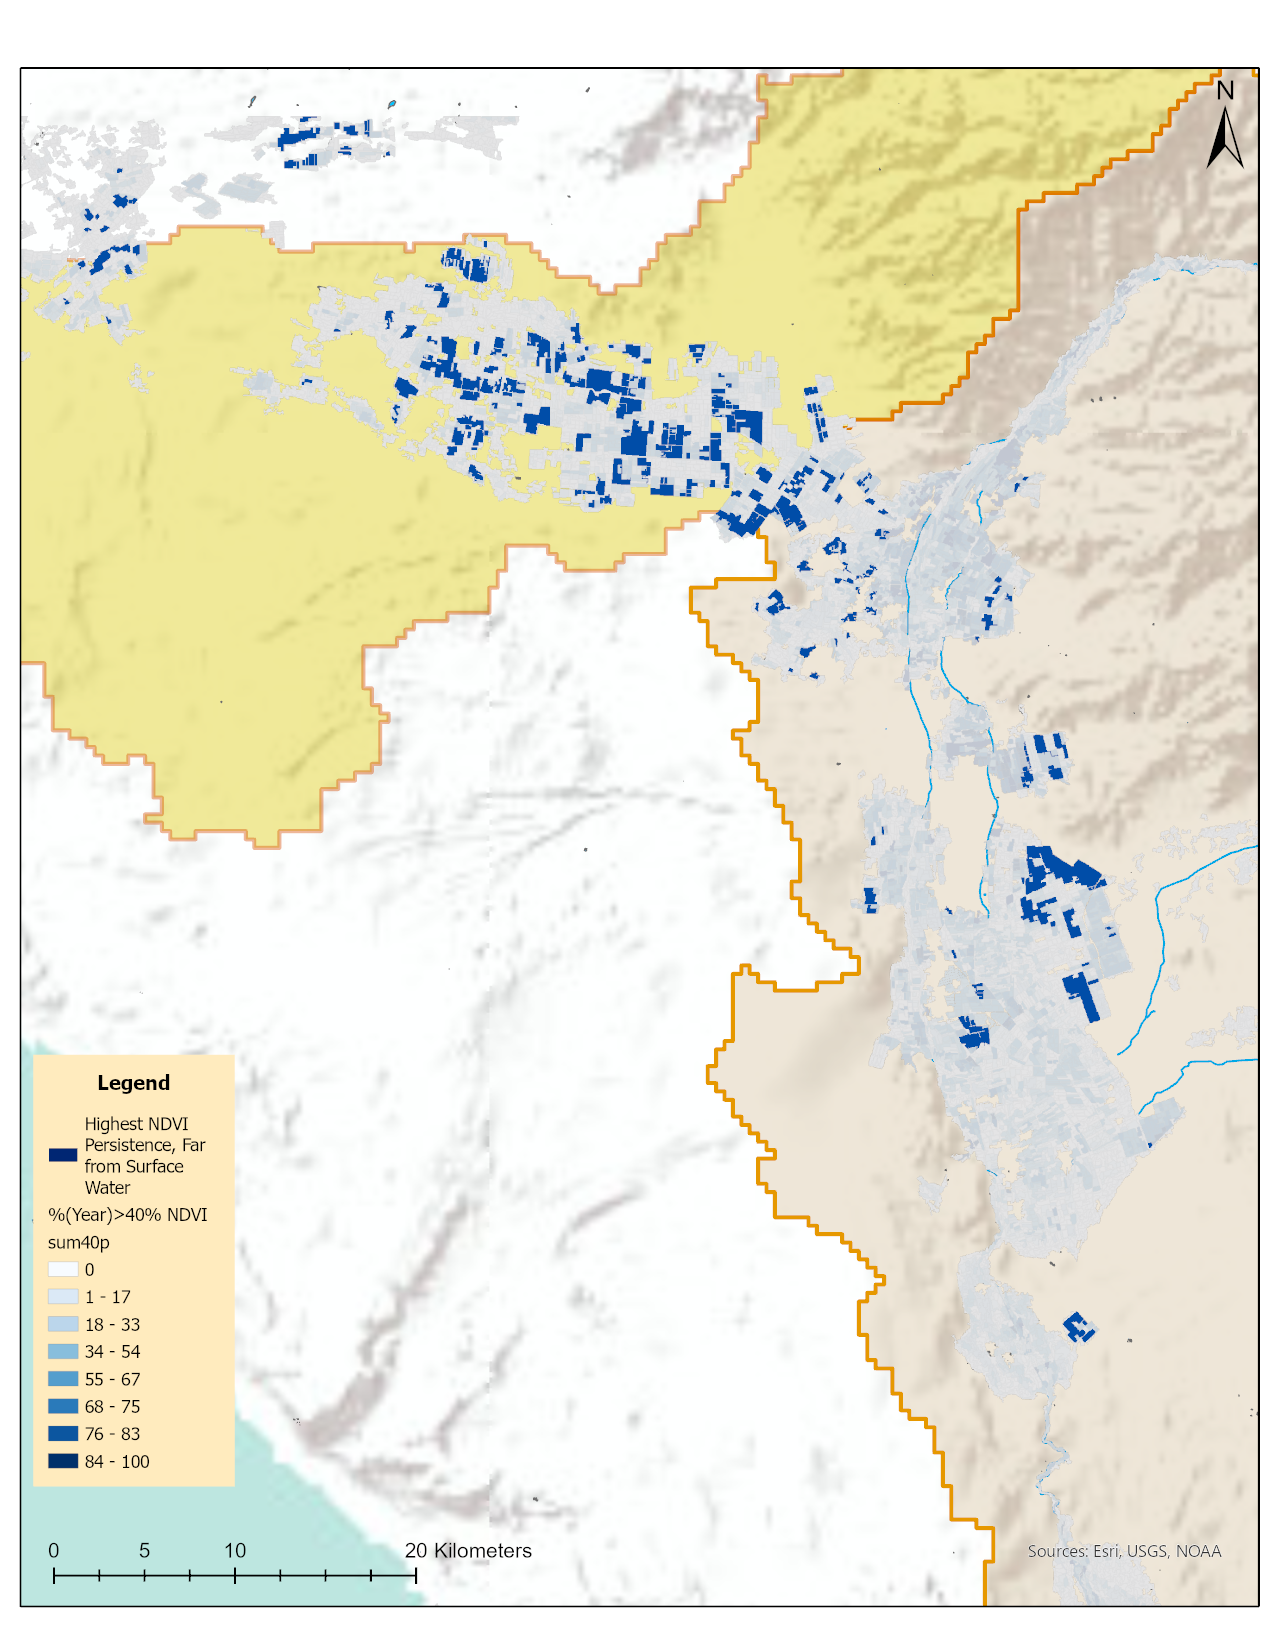 N
Legend
Highest NDVI
Persistence, Far
from Surface
Water
%(Year)>40% NDVI
sum40p
0
1 - 17
18 - 33
34 - 54
55 - 67
68 - 75
76 - 83
84 - 100
0 5 10 20 Kilometers
Sources: Esri, USGS, NOAA